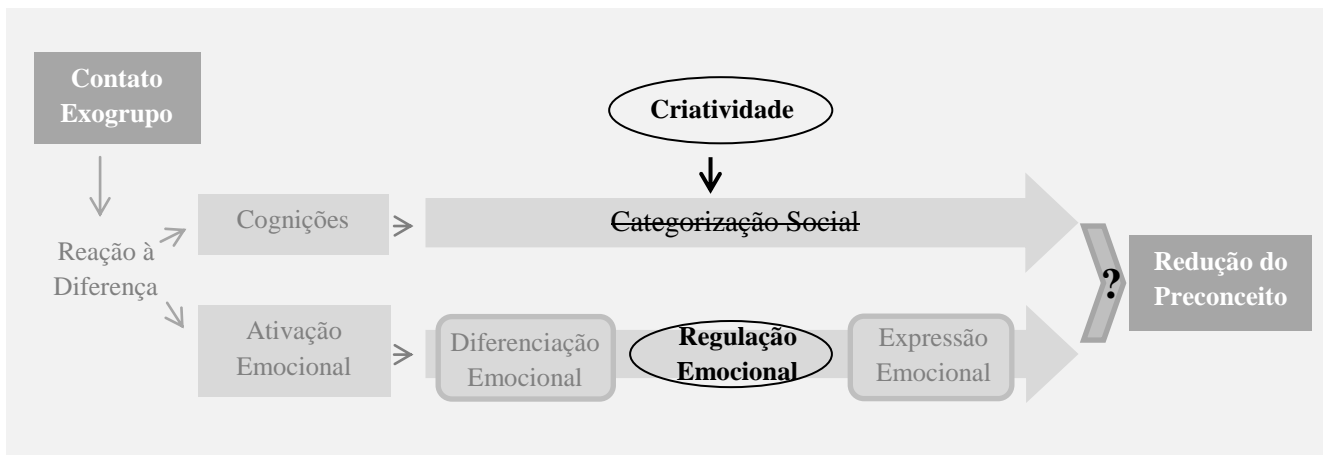 Contato
Exogrupo
Criatividade
Cognições
Categorização Social
Reação à
Diferença
?
Redução do
Preconceito
Ativação
Emocional
Diferenciação
Emocional
Regulação
Emocional
Expressão
Emocional